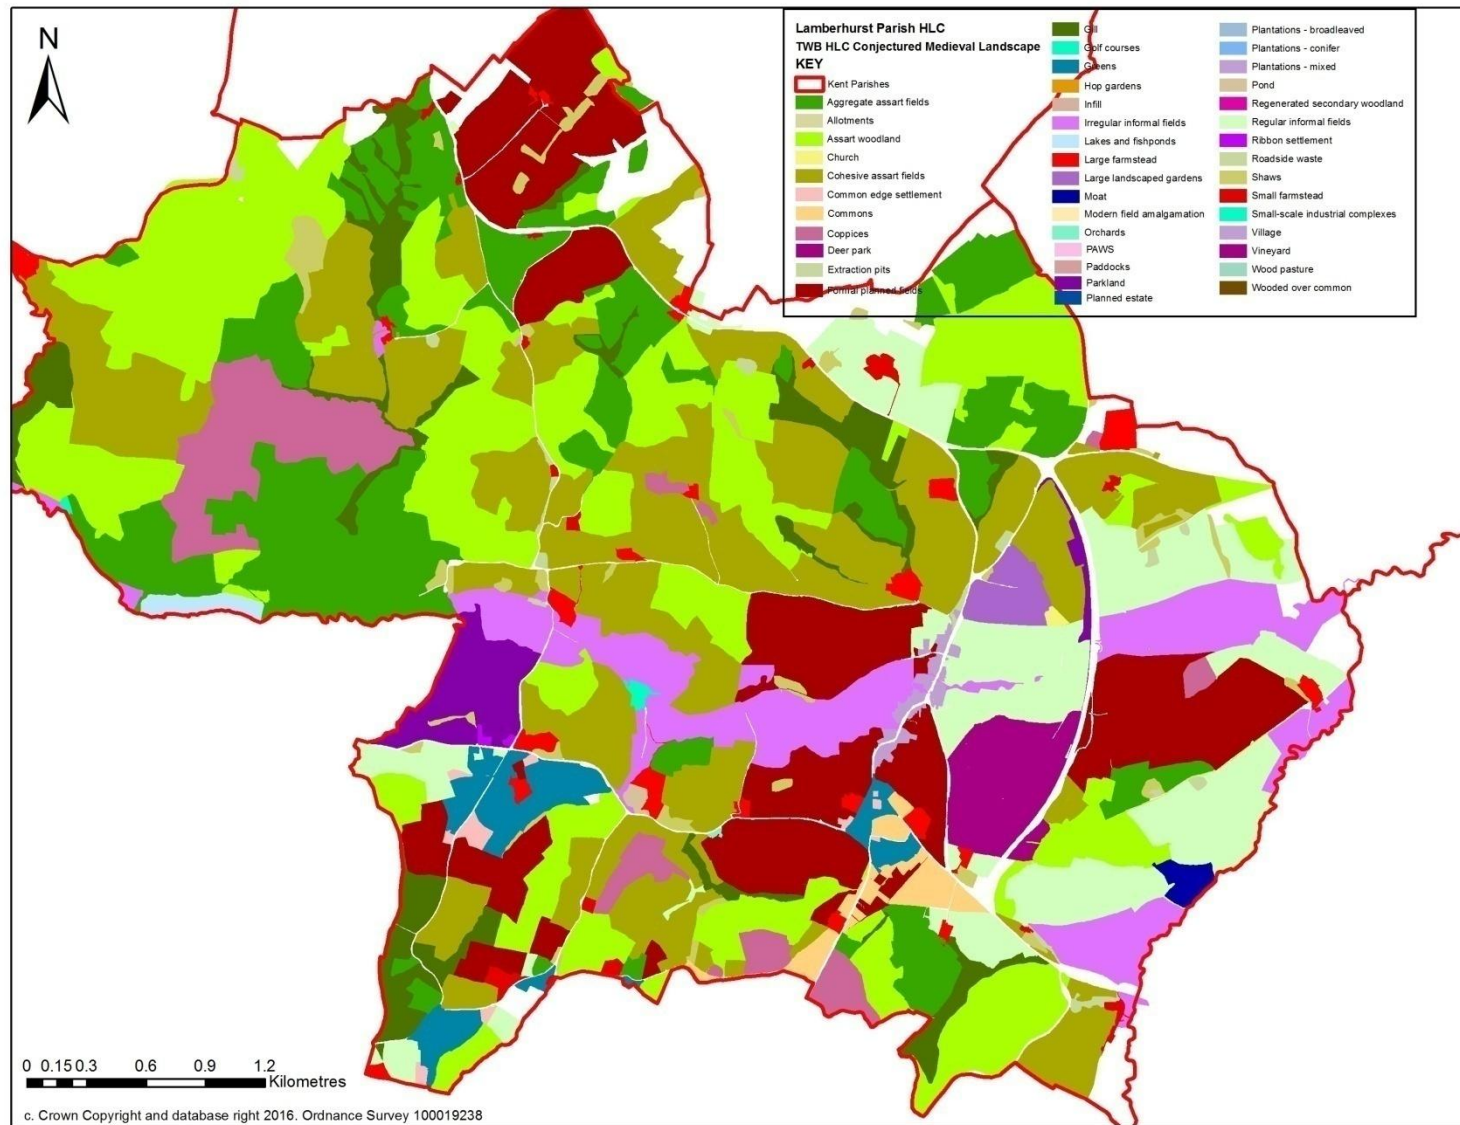 N
Lamberhurst Parish HLC
TWB HLC Conjectured Medieval Landscape
KEY
Kent Parishes
Aggregate assart fields
Allotments
Assart woodland
Church
Cohesive assart fields
Common edge settlement
Commons
Coppices
Deer park
Extraction pits
Formal planned fields
Gill
Golf courses
Greens
Hop gardens
Infill
Irregular informal fields
Lakes and fishponds
Large farmstead
Large landscaped gardens
Moat
Modern field amalgamation
Orchards
PAWS
Paddocks
Parkland
Planned estate
Plantations - broadleaved
Plantations - conifer
Plantations - mixed
Pond
Regenerated secondary woodland
Regular informal fields
Ribbon settlement
Roadside waste
Shaws
Small farmstead
Small-scale industrial complexes
Village
Vineyard
Wood pasture
Wooded over common
0 0.15 0.3 0.6 0.9 1.2
Kilometres
c. Crown Copyright and database right 2016. Ordnance Survey 100019238